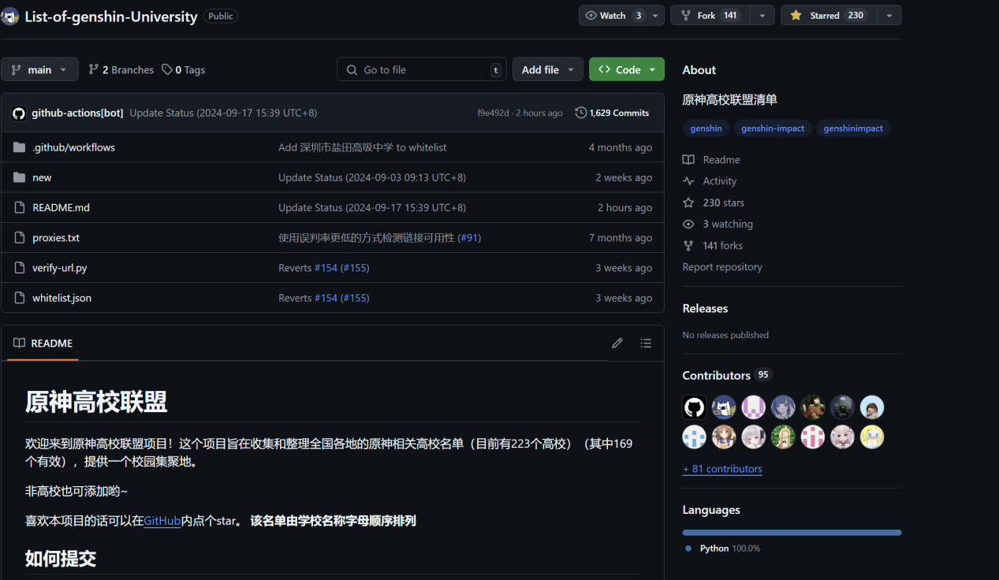 List-of-genshin-University Public
Watch 3
Fork 141
Starred 230
main
2 Branches
0 Tags
Go to file t
Add file
Code
github-actions[bot] Update Status (2024-09-17 15:39 UTC+8) f9e492d · 2 hours ago 1,629 Commits
.github/workflows Add 深圳市盐田高级中学 to whitelist 4 months ago
new Update Status (2024-09-03 09:13 UTC+8) 2 weeks ago
README.md Update Status (2024-09-17 15:39 UTC+8) 2 hours ago
proxies.txt 使用误判率更低的方式检测链接可用性 (#91) 7 months ago
verify-url.py Reverts #154 (#155) 3 weeks ago
whitelist.json Reverts #154 (#155) 3 weeks ago
README
原神高校联盟
欢迎来到原神高校联盟项目！这个项目旨在收集和整理全国各地的原神相关高校名单（目前有223个高校）（其中169
个有效），提供一个校园集聚地。
非高校也可添加哟~
喜欢本项目的话可以在GitHub内点个star。 该名单由学校名称字母顺序排列
如何提交
About
原神高校联盟清单
genshin genshin-impact genshinimpact
Readme
Activity
230 stars
3 watching
141 forks
Report repository
Releases
No releases published
Contributors 95
+ 81 contributors
Languages
Python 100.0%